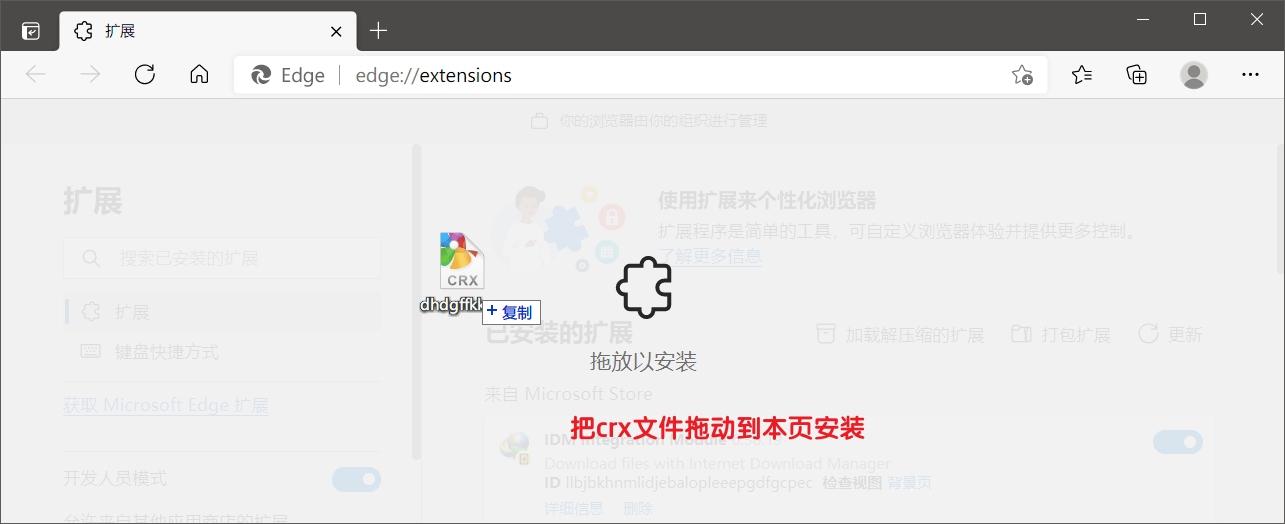 扩展
Edge
edge://extensions
你的浏览器由你的组织进行管理
扩展
搜索已安装的扩展
扩展
键盘快捷方式
获取 Microsoft Edge 扩展
开发人员模式
允许来自其他应用商店的扩展
使用扩展来个性化浏览器
扩展程序是简单的工具，可自定义浏览器体验并提供更多控制。
了解更多信息
CRX
dhdgffkk
+ 复制
已安装的扩展
加载解压缩的扩展
打包扩展
更新
拖放以安装
来自 Microsoft Store
把crx文件拖动到本页安装
IDM Integration Module
Download files with Internet Download Manager
ID llbjbkhnmlidjebalopleeepgdfgcpec 检查视图 背景页
详细信息 删除